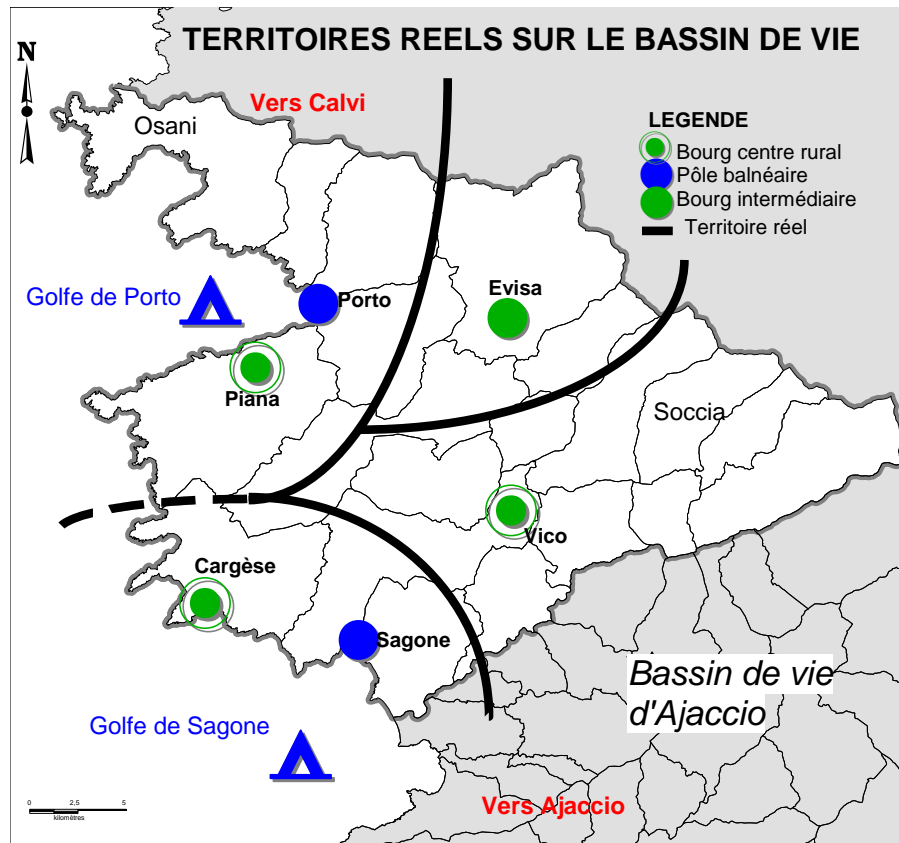 TERRITOIRES REELS SUR LE BASSIN DE VIE
N
Vers Calvi
Osani
LEGENDE
Bourg centre rural
Pôle balnéaire
Bourg intermédiaire
Territoire réel
Golfe de Porto
Porto
Evisa
Piana
Soccia
Vico
Cargèse
Sagone
Bassin de vie
d'Ajaccio
Golfe de Sagone
Vers Ajaccio
0 2,5 5
kilomètres